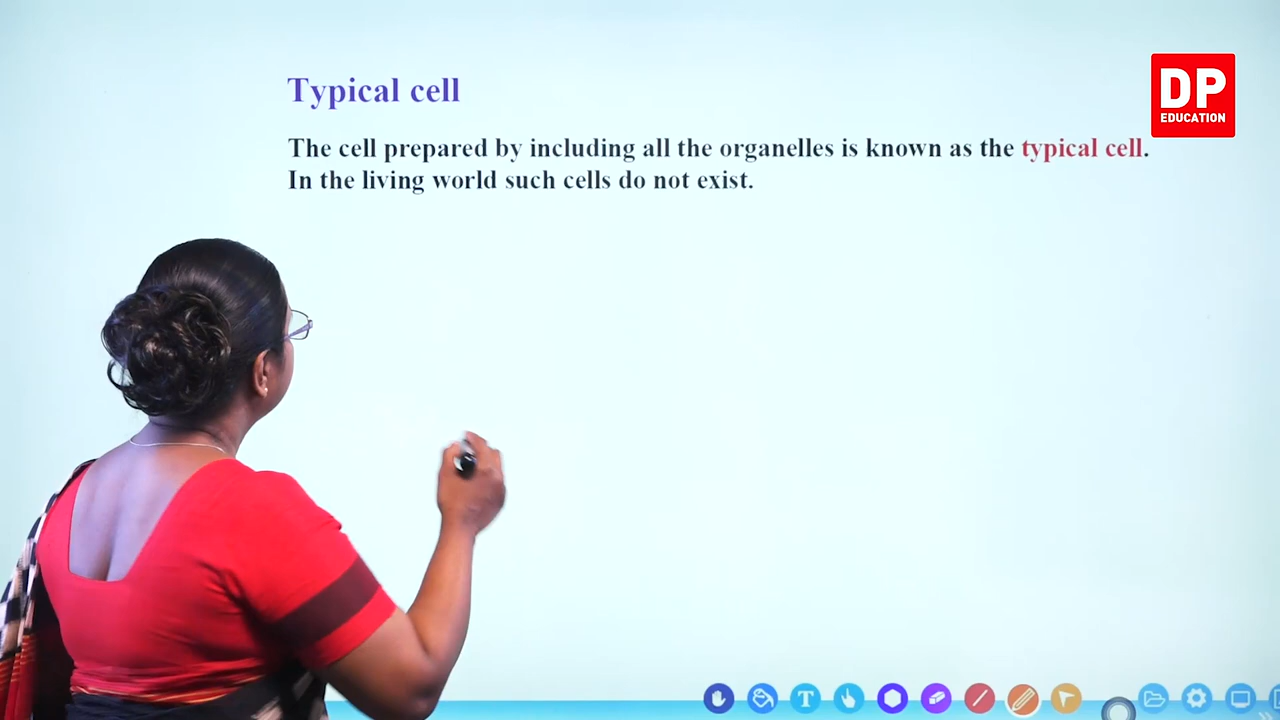 Typical cell
DP
EDUCATION
The cell prepared by including all the organelles is known as the typical cell.
In the living world such cells do not exist.
T